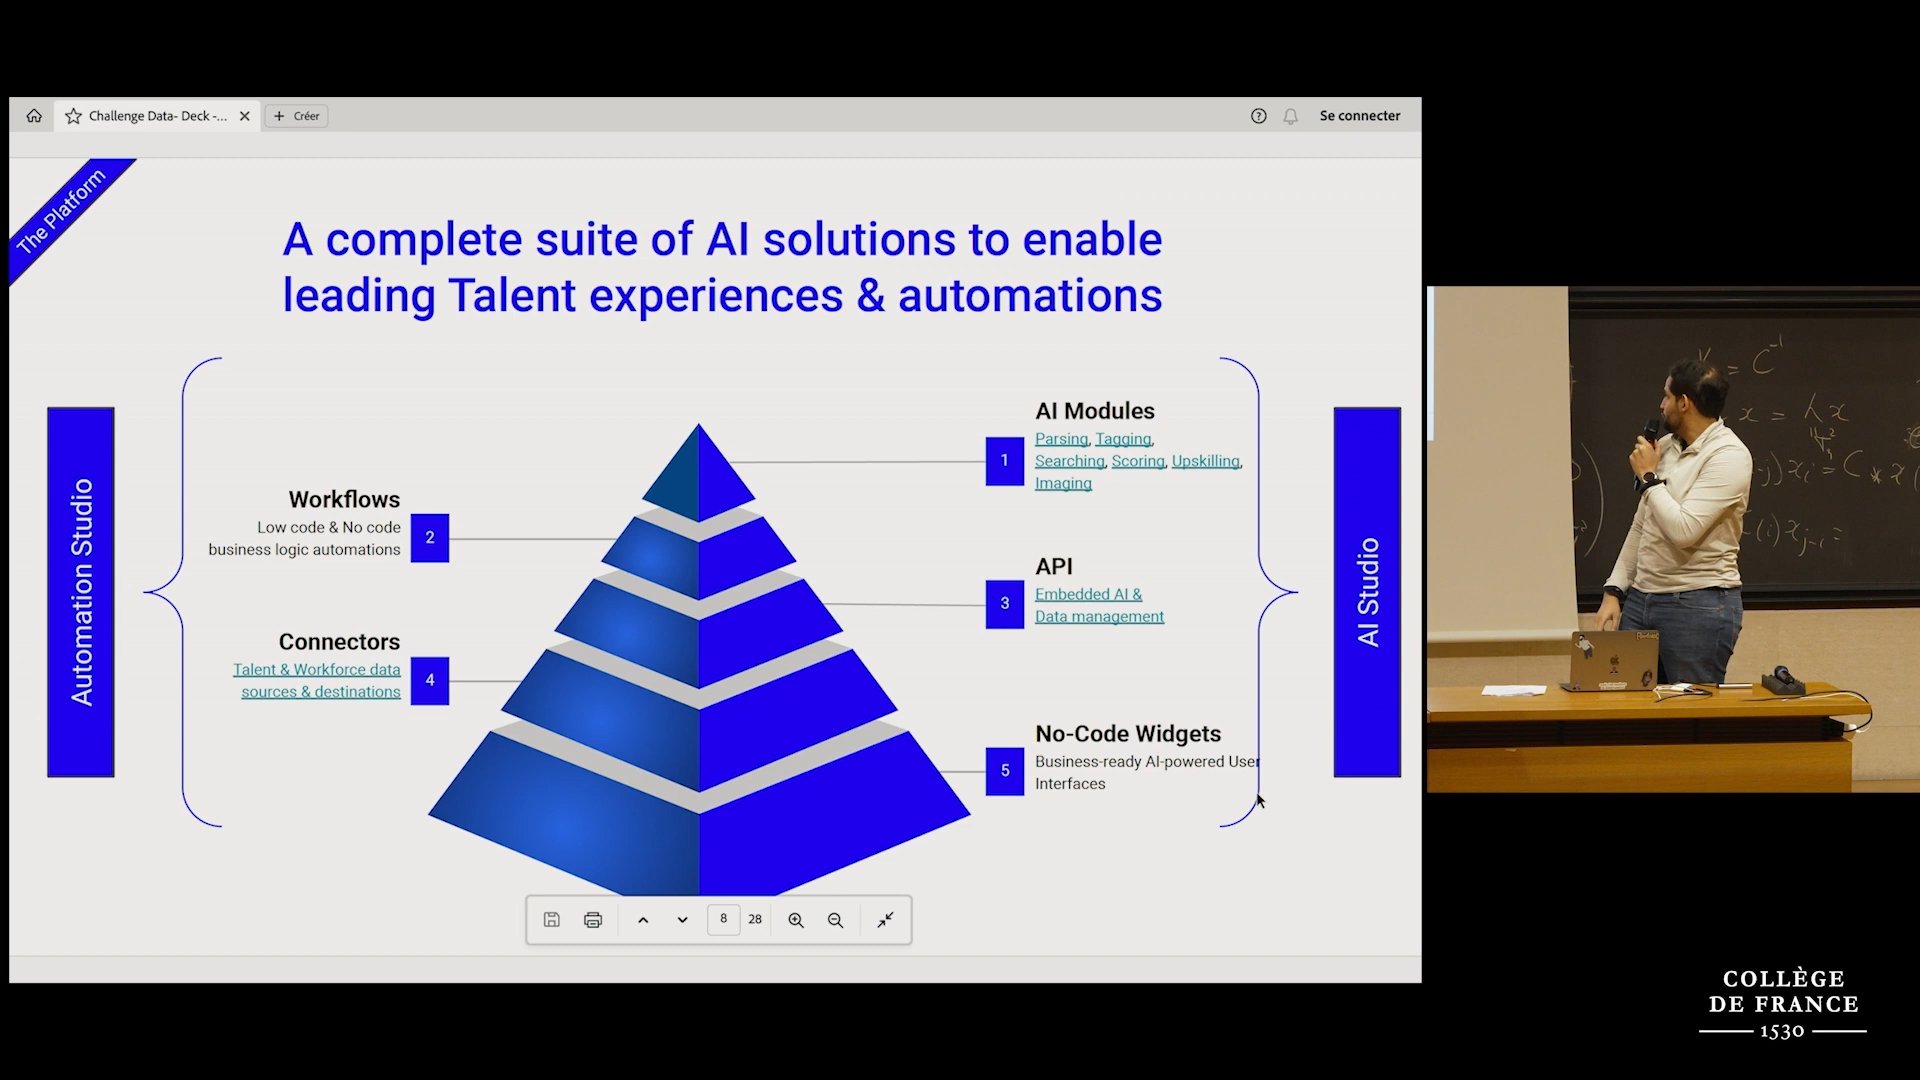 Challenge Data- Deck -...
Créer
Se connecter
The Platform
A complete suite of AI solutions to enable
leading Talent experiences & automations
Automation Studio
Workflows
Low code & No code
business logic automations
2
Connectors
Talent & Workforce data
sources & destinations
4
1
AI Modules
Parsing, Tagging,
Searching, Scoring, Upskilling,
Imaging
3
API
Embedded AI &
Data management
5
No-Code Widgets
Business-ready AI-powered User
Interfaces
AI Studio
8 28
COLLÈGE
DE FRANCE
1530